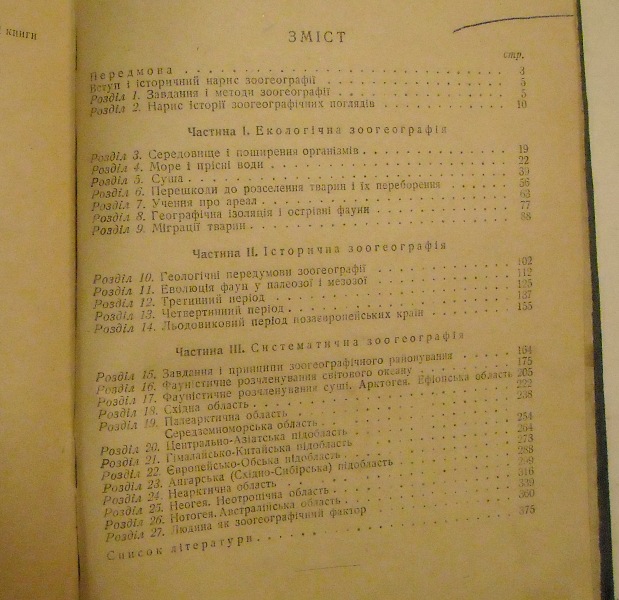 книги
ЗМІСТ
стр.
Передмова 3
Вступ і історичний нарис зоогеографії 5
Розділ 1. Завдання і методи зоогеографії 5
Розділ 2. Нарис історії зоогеографічних поглядів 10
Частина I. Екологічна зоогеографія
Розділ 3. Середовище і поширення організмів 19
Розділ 4. Море і прісні води 22
Розділ 5. Суша 39
Розділ 6. Перешкоди до розселення тварин і їх переборення 56
Розділ 7. Учення про ареал 63
Розділ 8. Географічна ізоляція і острівні фауни 77
Розділ 9. Міграції тварин 88
Частина II. Історична зоогеографія
Розділ 10. Геологічні передумови зоогеографії 102
Розділ 11. Еволюція фаун у палеозої і мезозої 112
Розділ 12. Третинний період 125
Розділ 13. Четвертинний період 137
Розділ 14. Льодовиковий період позаевропейських країн 155
Частина III. Систематична зоогеографія
Розділ 15. Завдання і принципи зоогеографічного районування 164
Розділ 16. Фауністичне розчленування світового океану 175
Розділ 17. Фауністичне розчленування суші. Арктогея. Ефіопська область 205
Розділ 18. Східна область 222
Розділ 19. Палеарктична область 238
Середземноморська область
Розділ 20. Центрально-Азіатська підобласть 254
Розділ 21. Гімалайсько-Китайська підобласть 264
Розділ 22. Європейсько-Обська підобласть 273
Розділ 23. Ангарська (Східно-Сибірська) підобласть 288
Розділ 24. Неарктична область
Розділ 25. Неогея. Неотропічна область 316
Розділ 26. Нотогея. Австралійська область 339
Розділ 27. Людина як зоогеографічний фактор 360
Список літератури 375